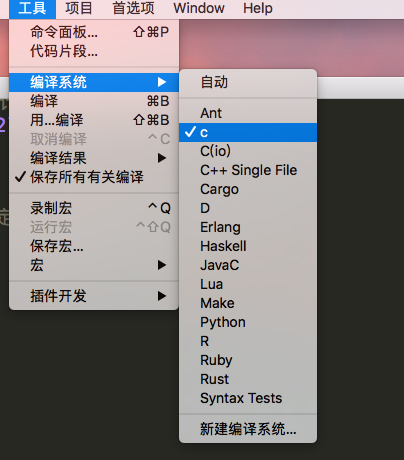 工具 项目 首选项 Window Help
命令面板... ⇧⌘P
代码片段...
编译系统 ▶
编译 ⌘B
用...编译 ⇧⌘B
取消编译 ^C
编译结果 ▶
✓ 保存所有有关编译
录制宏 ^Q
运行宏 ^⇧Q
保存宏...
宏 ▶
插件开发 ▶
自动
Ant
✓ c
C(io)
C++ Single File
Cargo
D
Erlang
Haskell
JavaC
Lua
Make
Python
R
Ruby
Rust
Syntax Tests
新建编译系统...